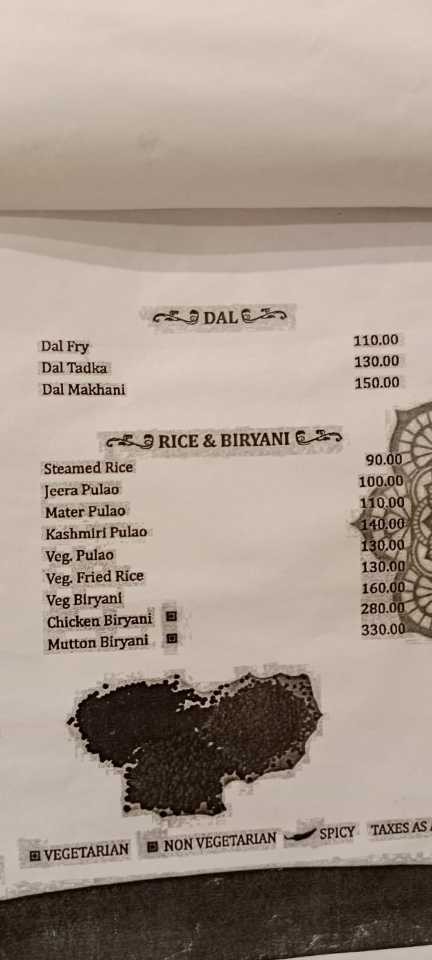 DAL
Dal Fry 110.00
Dal Tadka 130.00
Dal Makhani 150.00
RICE & BIRYANI
Steamed Rice 90.00
Jeera Pulao 100.00
Mater Pulao 110.00
Kashmiri Pulao 140.00
Veg. Pulao 130.00
Veg. Fried Rice 130.00
Veg Biryani 160.00
Chicken Biryani 280.00
Mutton Biryani 330.00
VEGETARIAN NON VEGETARIAN SPICY TAXES AS